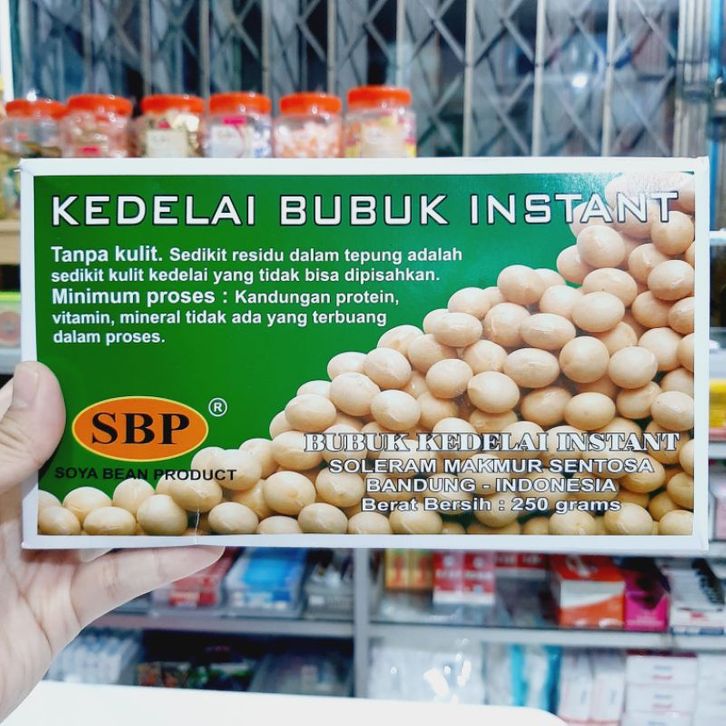 KEDELAI BUBUK INSTANT
Tanpa kulit. Sedikit residu dalam tepung adalah
sedikit kulit kedelai yang tidak bisa dipisahkan.
Minimum proses : Kandungan protein,
vitamin, mineral tidak ada yang terbuang
dalam proses.
SBP ®
SOYA BEAN PRODUCT
BUBUK KEDELAI INSTANT
SOLERAM MAKMUR SENTOSA
BANDUNG - INDONESIA
Berat Bersih : 250 grams